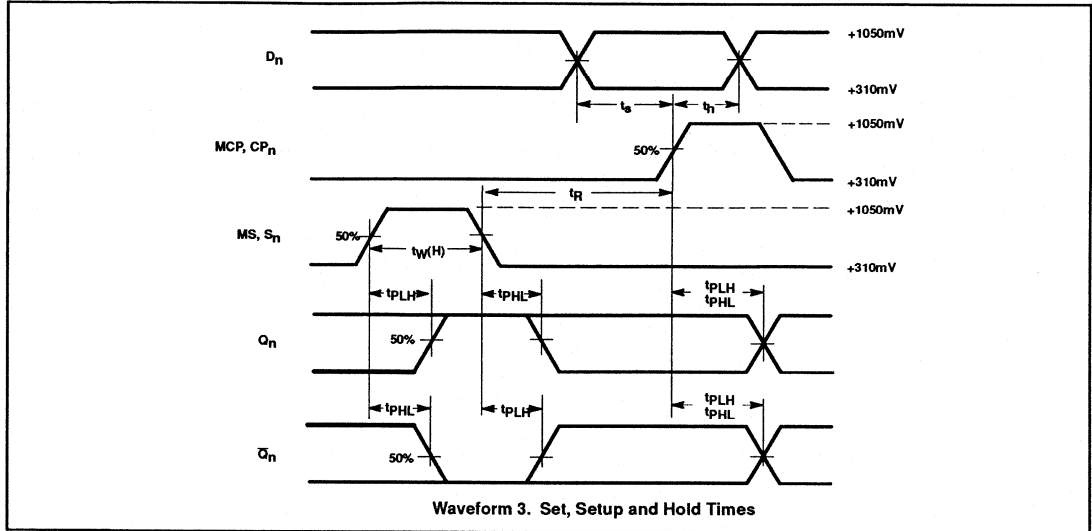 Dn
+1050mV
+310mV
ts
th
MCP, CPn
50%
+1050mV
+310mV
tR
MS, Sn
50%
tW(H)
+1050mV
+310mV
tPLH
tPHL
tPLH
tPHL
Qn
50%
tPHL
tPLH
tPLH
tPHL
Q̅n
50%
Waveform 3. Set, Setup and Hold Times